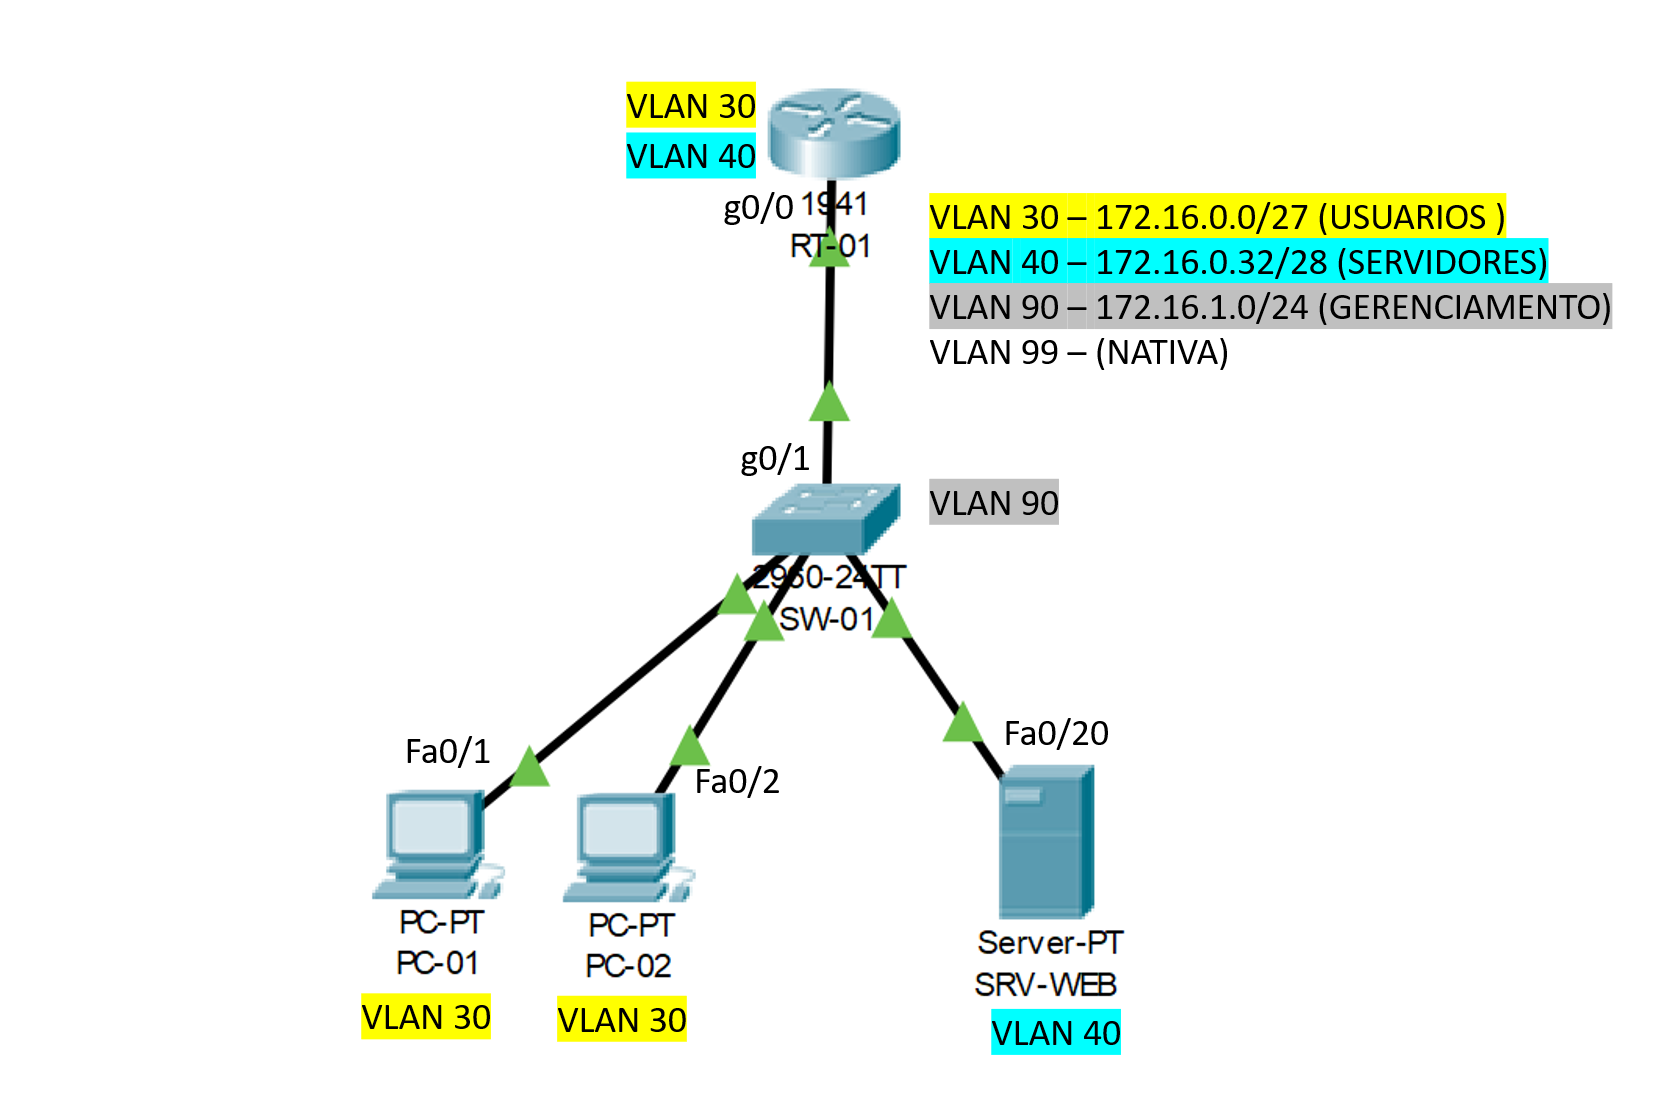 VLAN 30
VLAN 40
g0/0
1941
RT-01
VLAN 30 – 172.16.0.0/27 (USUARIOS )
VLAN 40 – 172.16.0.32/28 (SERVIDORES)
VLAN 90 – 172.16.1.0/24 (GERENCIAMENTO)
VLAN 99 – (NATIVA)
g0/1
VLAN 90
2960-24TT
SW-01
Fa0/1
Fa0/2
Fa0/20
PC-PT
PC-01
VLAN 30
PC-PT
PC-02
VLAN 30
Server-PT
SRV-WEB
VLAN 40